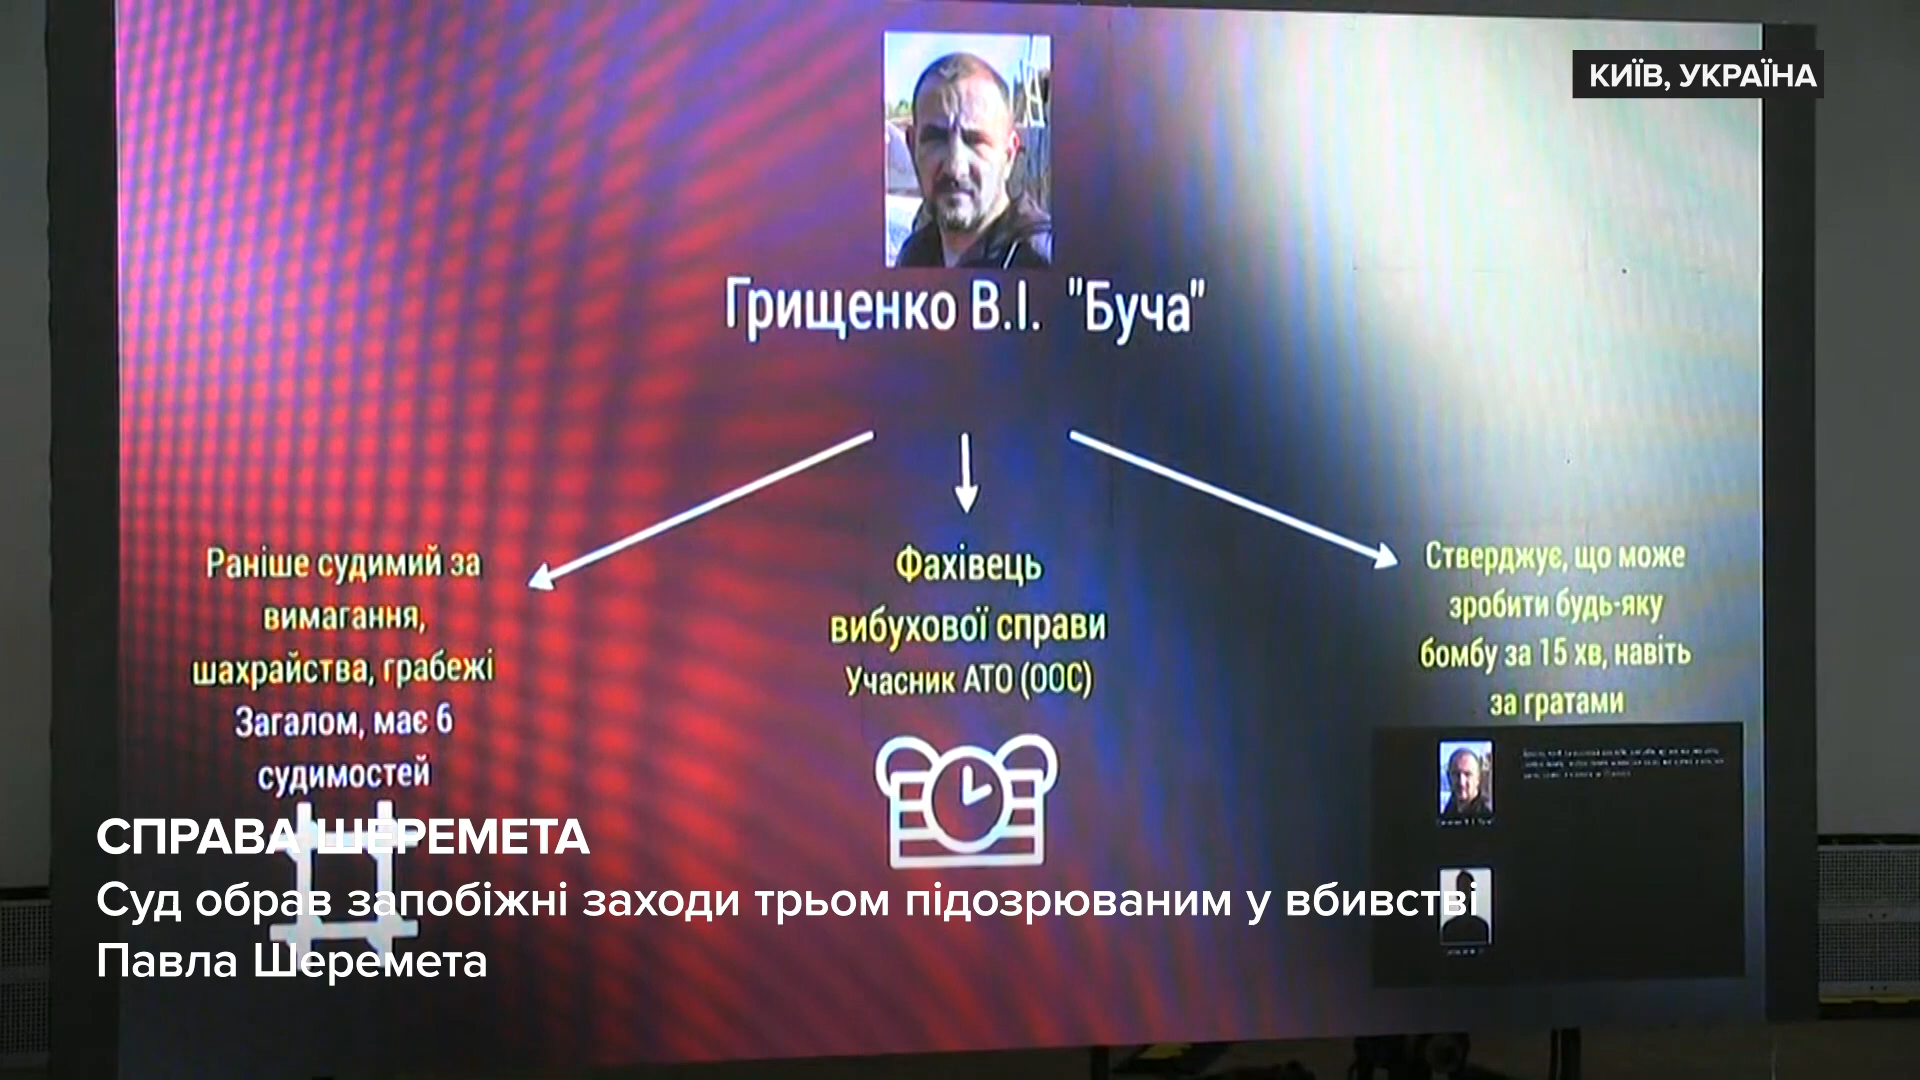 КИЇВ, УКРАЇНА
Грищенко В.І. "Буча"
Раніше судимий за
вимагання,
шахрайства, грабежі
Загалом, має 6
судимостей
Фахівець
вибухової справи
Учасник АТО (ООС)
Стверджує, що може
зробити будь-яку
бомбу за 15 хв, навіть
за гратами
СПРАВА ШЕРЕМЕТА
Суд обрав запобіжні заходи трьом підозрюваним у вбивстві
Павла Шеремета